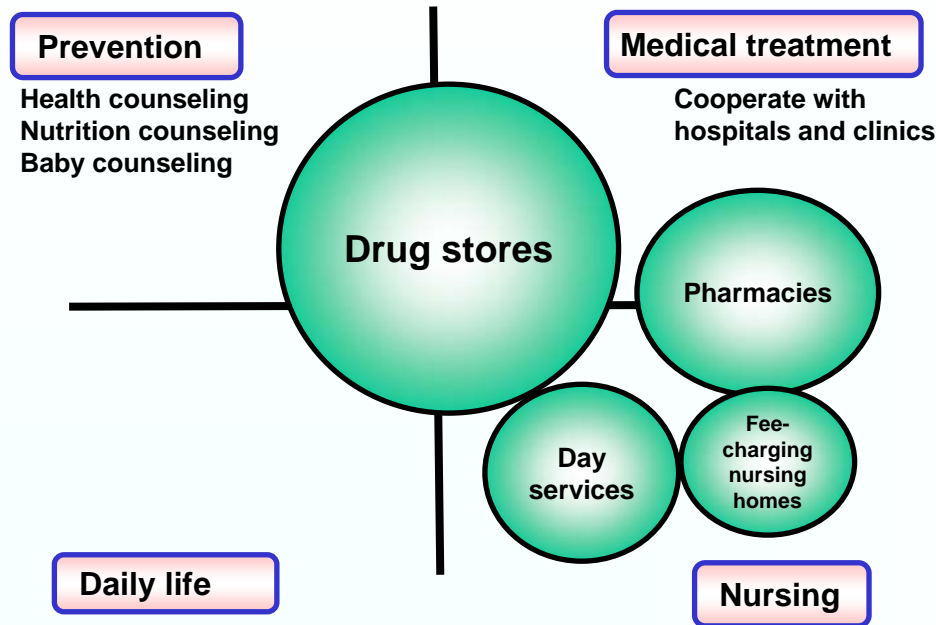 Prevention
Health counseling
Nutrition counseling
Baby counseling
Medical treatment
Cooperate with
hospitals and clinics
Drug stores
Pharmacies
Day
services
Fee-
charging
nursing
homes
Daily life
Nursing